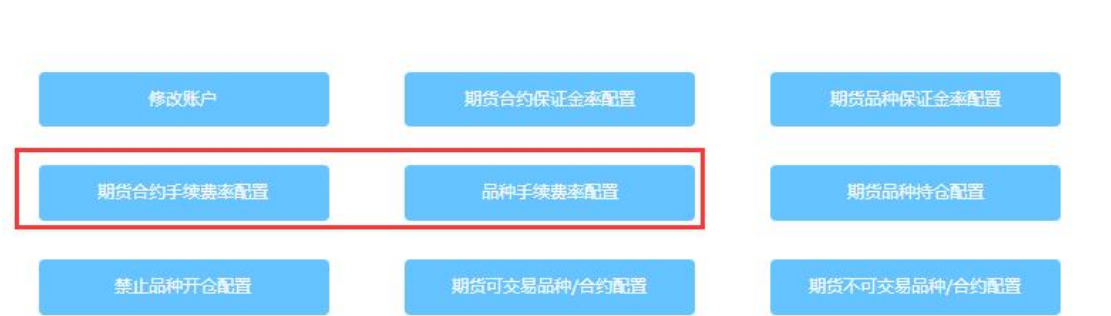 修改账户
期货合约保证金率配置
期货品种保证金率配置
期货合约手续费率配置
品种手续费率配置
期货品种持仓配置
禁止品种开仓配置
期货可交易品种/合约配置
期货不可交易品种/合约配置